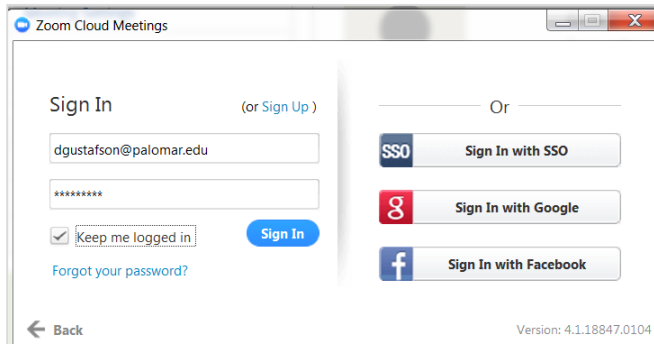 Zoom Cloud Meetings
Sign In (or Sign Up )
dgustafson@palomar.edu
*********
Keep me logged in
Sign In
Forgot your password?
Back
Or
SSO Sign In with SSO
g Sign In with Google
f Sign In with Facebook
Version: 4.1.18847.0104